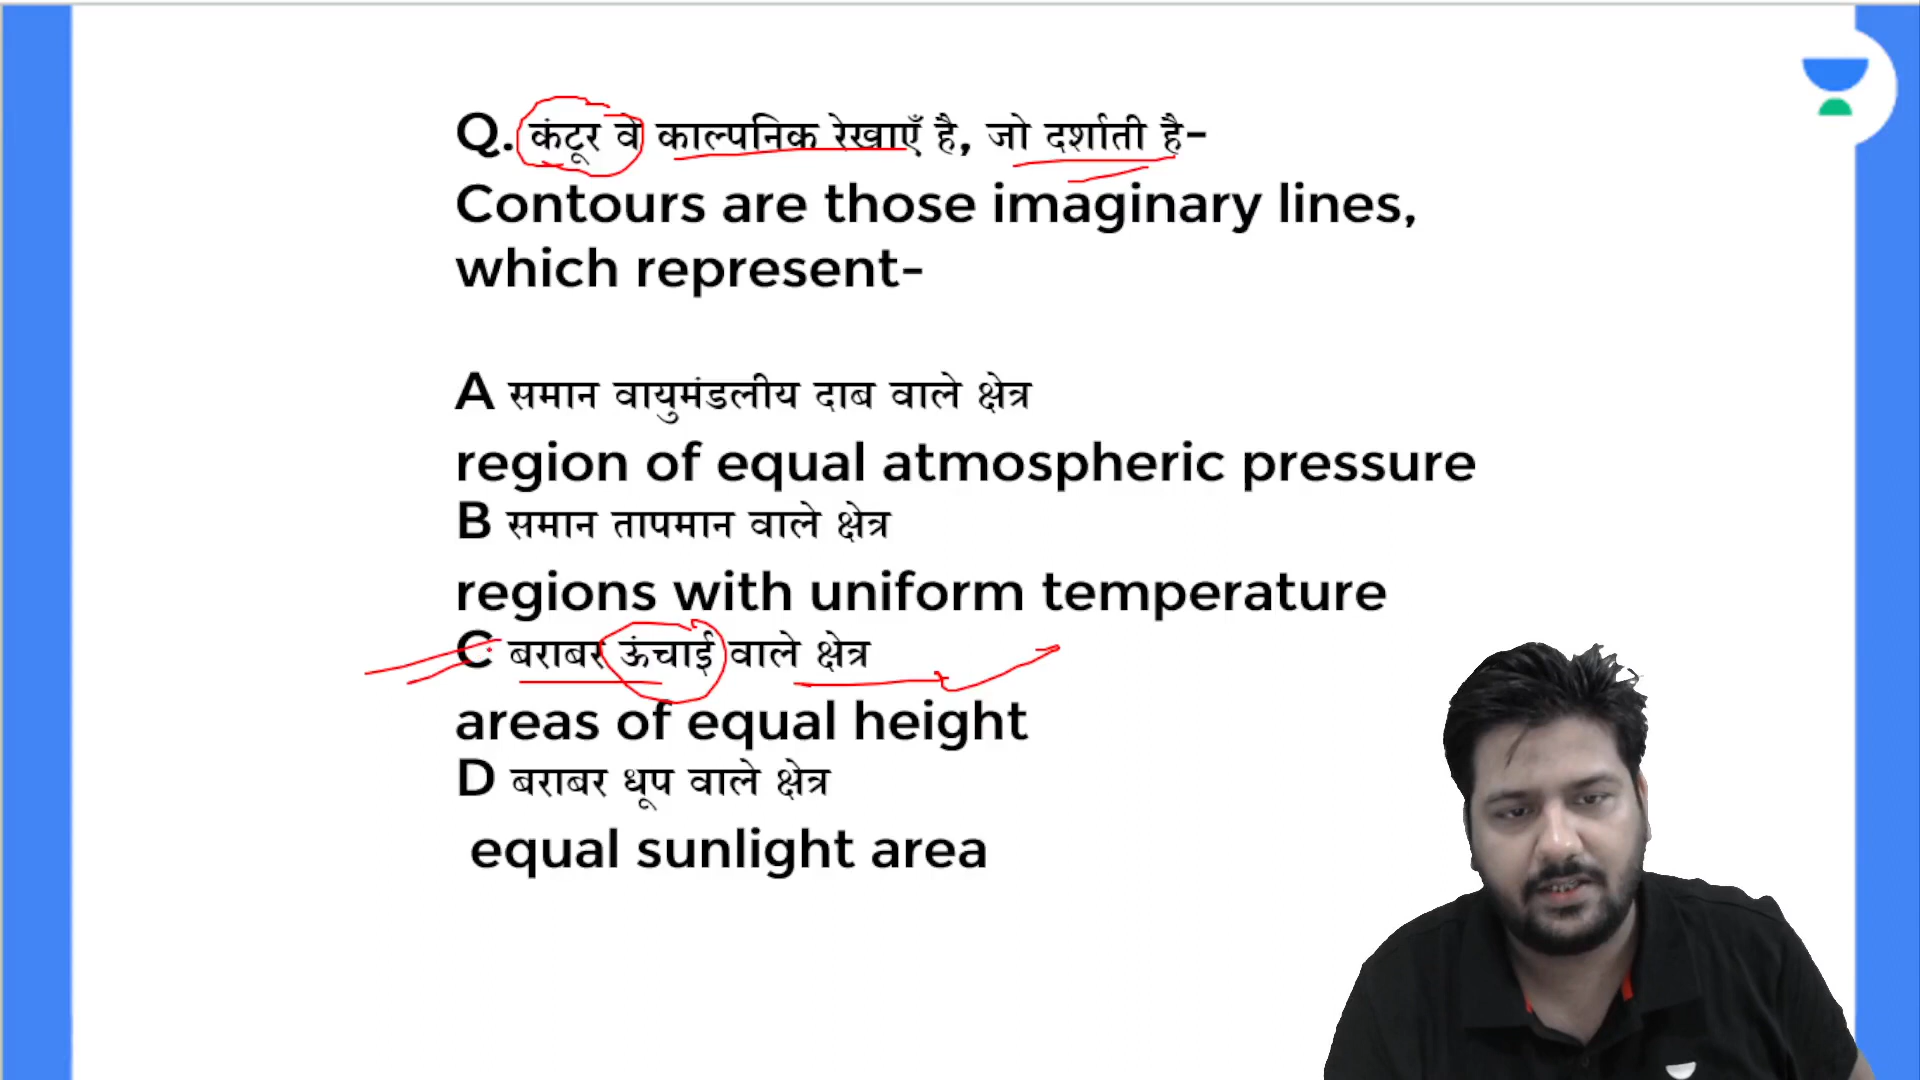 Q. कंटूर वे काल्पनिक रेखाएँ है, जो दर्शाती है-
Contours are those imaginary lines,
which represent-
A समान वायुमंडलीय दाब वाले क्षेत्र
region of equal atmospheric pressure
B समान तापमान वाले क्षेत्र
regions with uniform temperature
C बराबर ऊंचाई वाले क्षेत्र
areas of equal height
D बराबर धूप वाले क्षेत्र
equal sunlight area